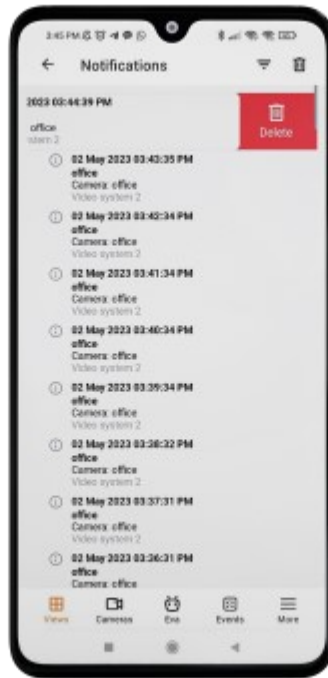 3:45 PM
Notifications
2023 03:44:39 PM
office
stem 2
Delete
02 May 2023 03:43:35 PM
office
Camera: office
Video system 2
02 May 2023 03:42:34 PM
office
Camera: office
Video system 2
02 May 2023 03:41:34 PM
office
Camera: office
Video system 2
02 May 2023 03:40:34 PM
office
Camera: office
Video system 2
02 May 2023 03:39:34 PM
office
Camera: office
Video system 2
02 May 2023 03:38:32 PM
office
Camera: office
Video system 2
02 May 2023 03:37:31 PM
office
Camera: office
Video system 2
02 May 2023 03:36:31 PM
office
Camera: office
Views
Cameras
Eva
Events
More